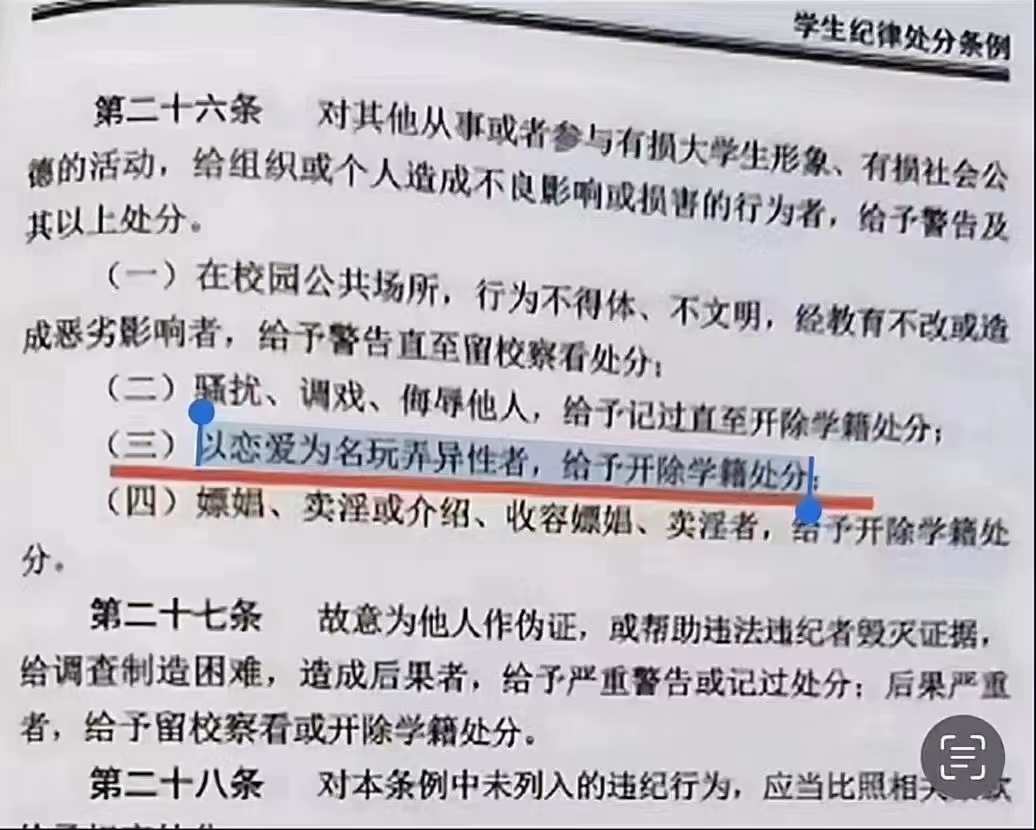 学生纪律处分条例
第二十六条 对其他从事或者参与有损大学生形象、有损社会公
德的活动，给组织或个人造成不良影响或损害的行为者，给予警告及
其以上处分。
（一）在校园公共场所，行为不得体、不文明，经教育不改或造
成恶劣影响者，给予警告直至留校察看处分；
（二）骚扰、调戏、侮辱他人，给予记过直至开除学籍处分；
（三）以恋爱为名玩弄异性者，给予开除学籍处分；
（四）嫖娼、卖淫或介绍、收容嫖娼、卖淫者，给予开除学籍处
分。
第二十七条 故意为他人作伪证，或帮助违法违纪者毁灭证据，
给调查制造困难，造成后果者，给予严重警告或记过处分；后果严重
者，给予留校察看或开除学籍处分。
第二十八条 对本条例中未列入的违纪行为，应当比照相